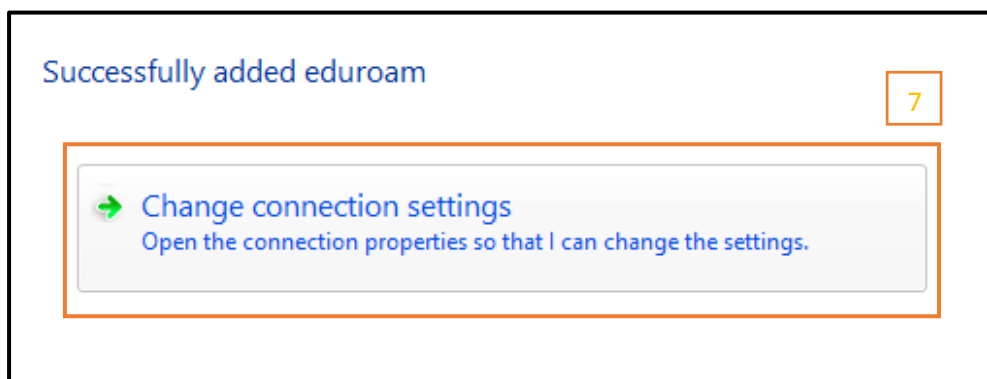 Successfully added eduroam
7
Change connection settings
Open the connection properties so that I can change the settings.